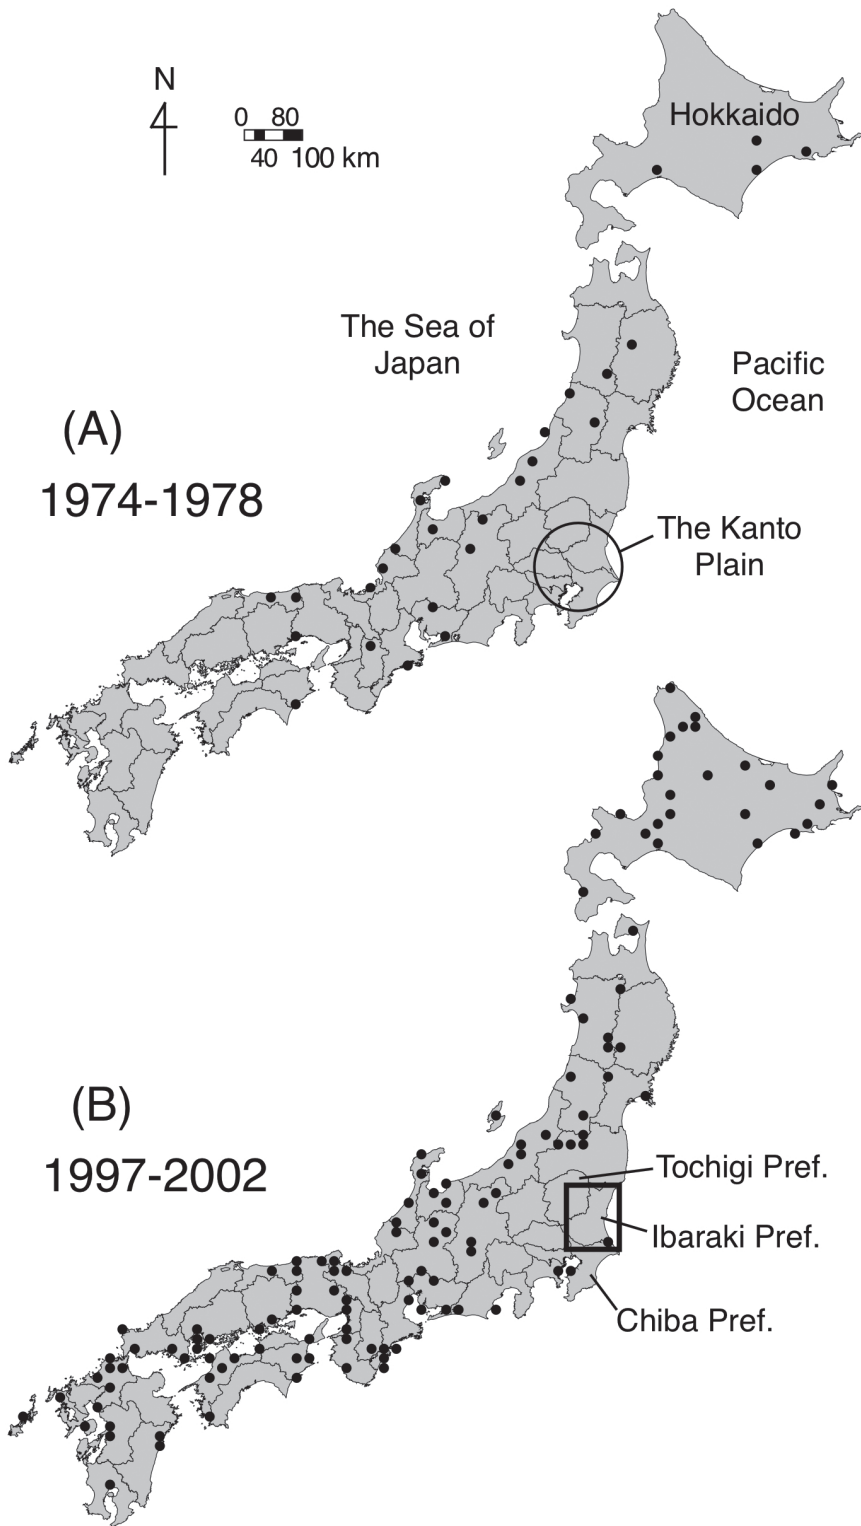 N
0 80
40 100 km
Hokkaido
The Sea of
Japan
Pacific
Ocean
(A)
1974-1978
The Kanto
Plain
(B)
1997-2002
Tochigi Pref.
Ibaraki Pref.
Chiba Pref.